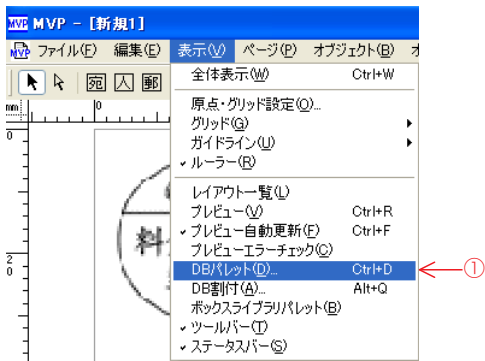 MVP MVP - [新規1]
MVP ファイル(F) 編集(E) 表示(V) ページ(P) オブジェクト(B)
宛 人 郵
全体表示(W) Ctrl+W
mm 0
原点・グリッド設定(O)...
グリッド(G)
0
ガイドライン(U)
ルーラー(R)
レイアウト一覧(L)
プレビュー(V) Ctrl+R
プレビュー自動更新(F) Ctrl+F
料
プレビューエラーチェック(C)
20
DBパレット(D)... Ctrl+D ①
DB割付(A)... Alt+Q
ボックスライブラリパレット(B)
ツールバー(T)
ステータスバー(S)